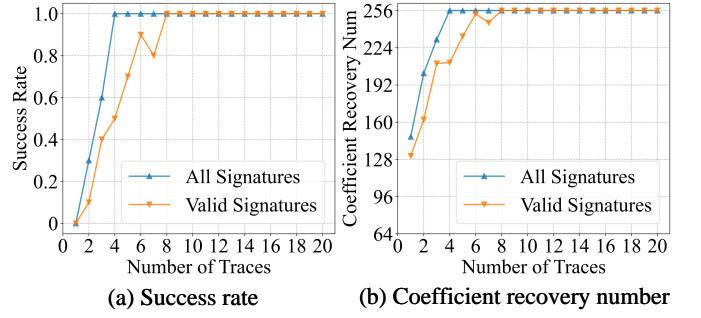 1.0
0.8
0.6
0.4
0.2
0
Success Rate
All Signatures
Valid Signatures
0 2 4 6 8 10 12 14 16 18 20
Number of Traces
(a) Success rate
256
224
192
160
128
96
64
Coefficient Recovery Num
All Signatures
Valid Signatures
0 2 4 6 8 10 12 14 16 18 20
Number of Traces
(b) Coefficient recovery number